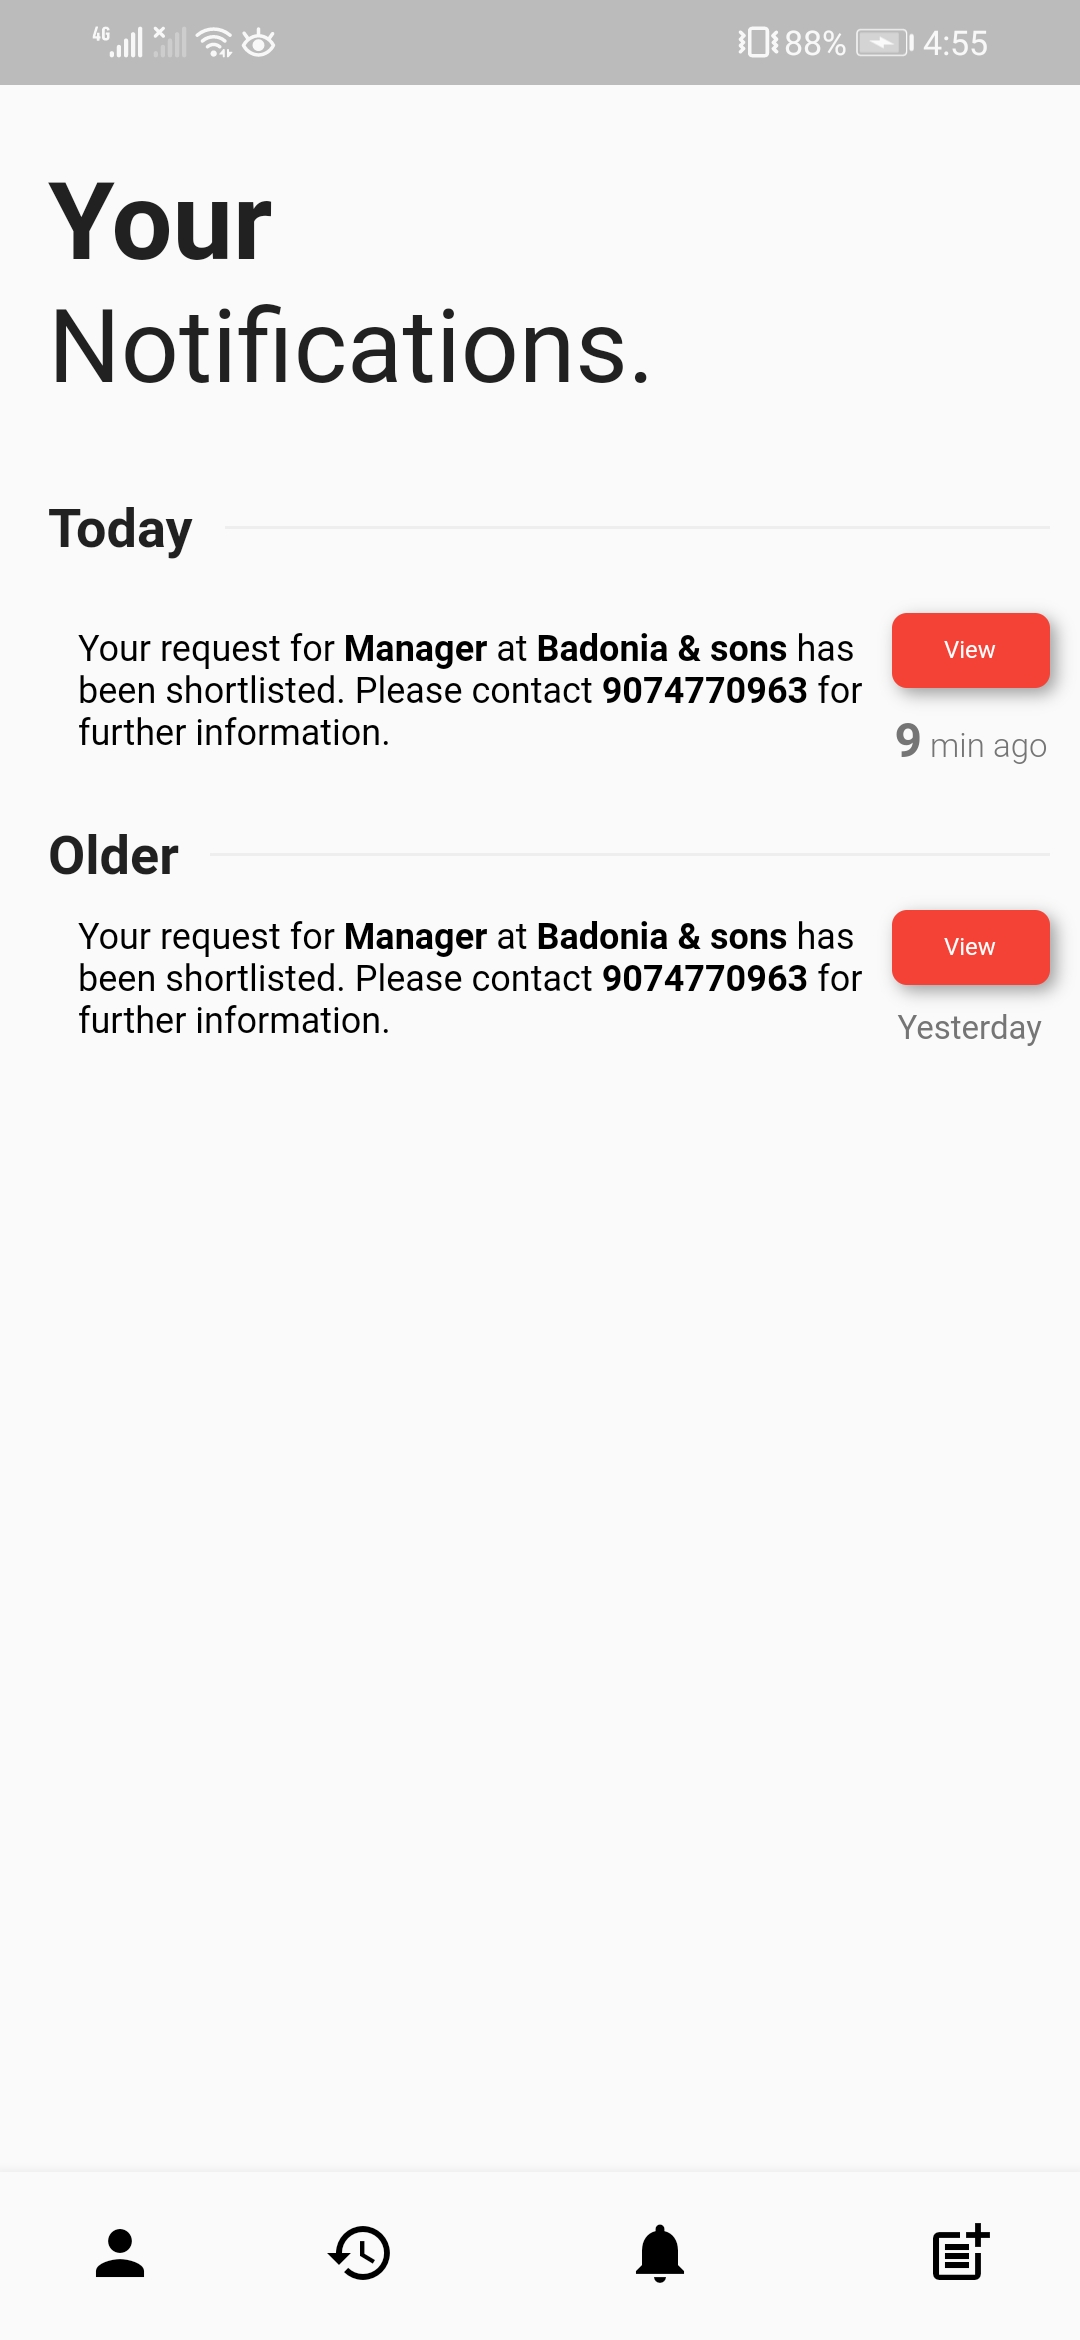 4G 88% 4:55
Your
Notifications.
Today
Your request for Manager at Badonia & sons has
been shortlisted. Please contact 9074770963 for
further information.
View
9 min ago
Older
Your request for Manager at Badonia & sons has
been shortlisted. Please contact 9074770963 for
further information.
View
Yesterday